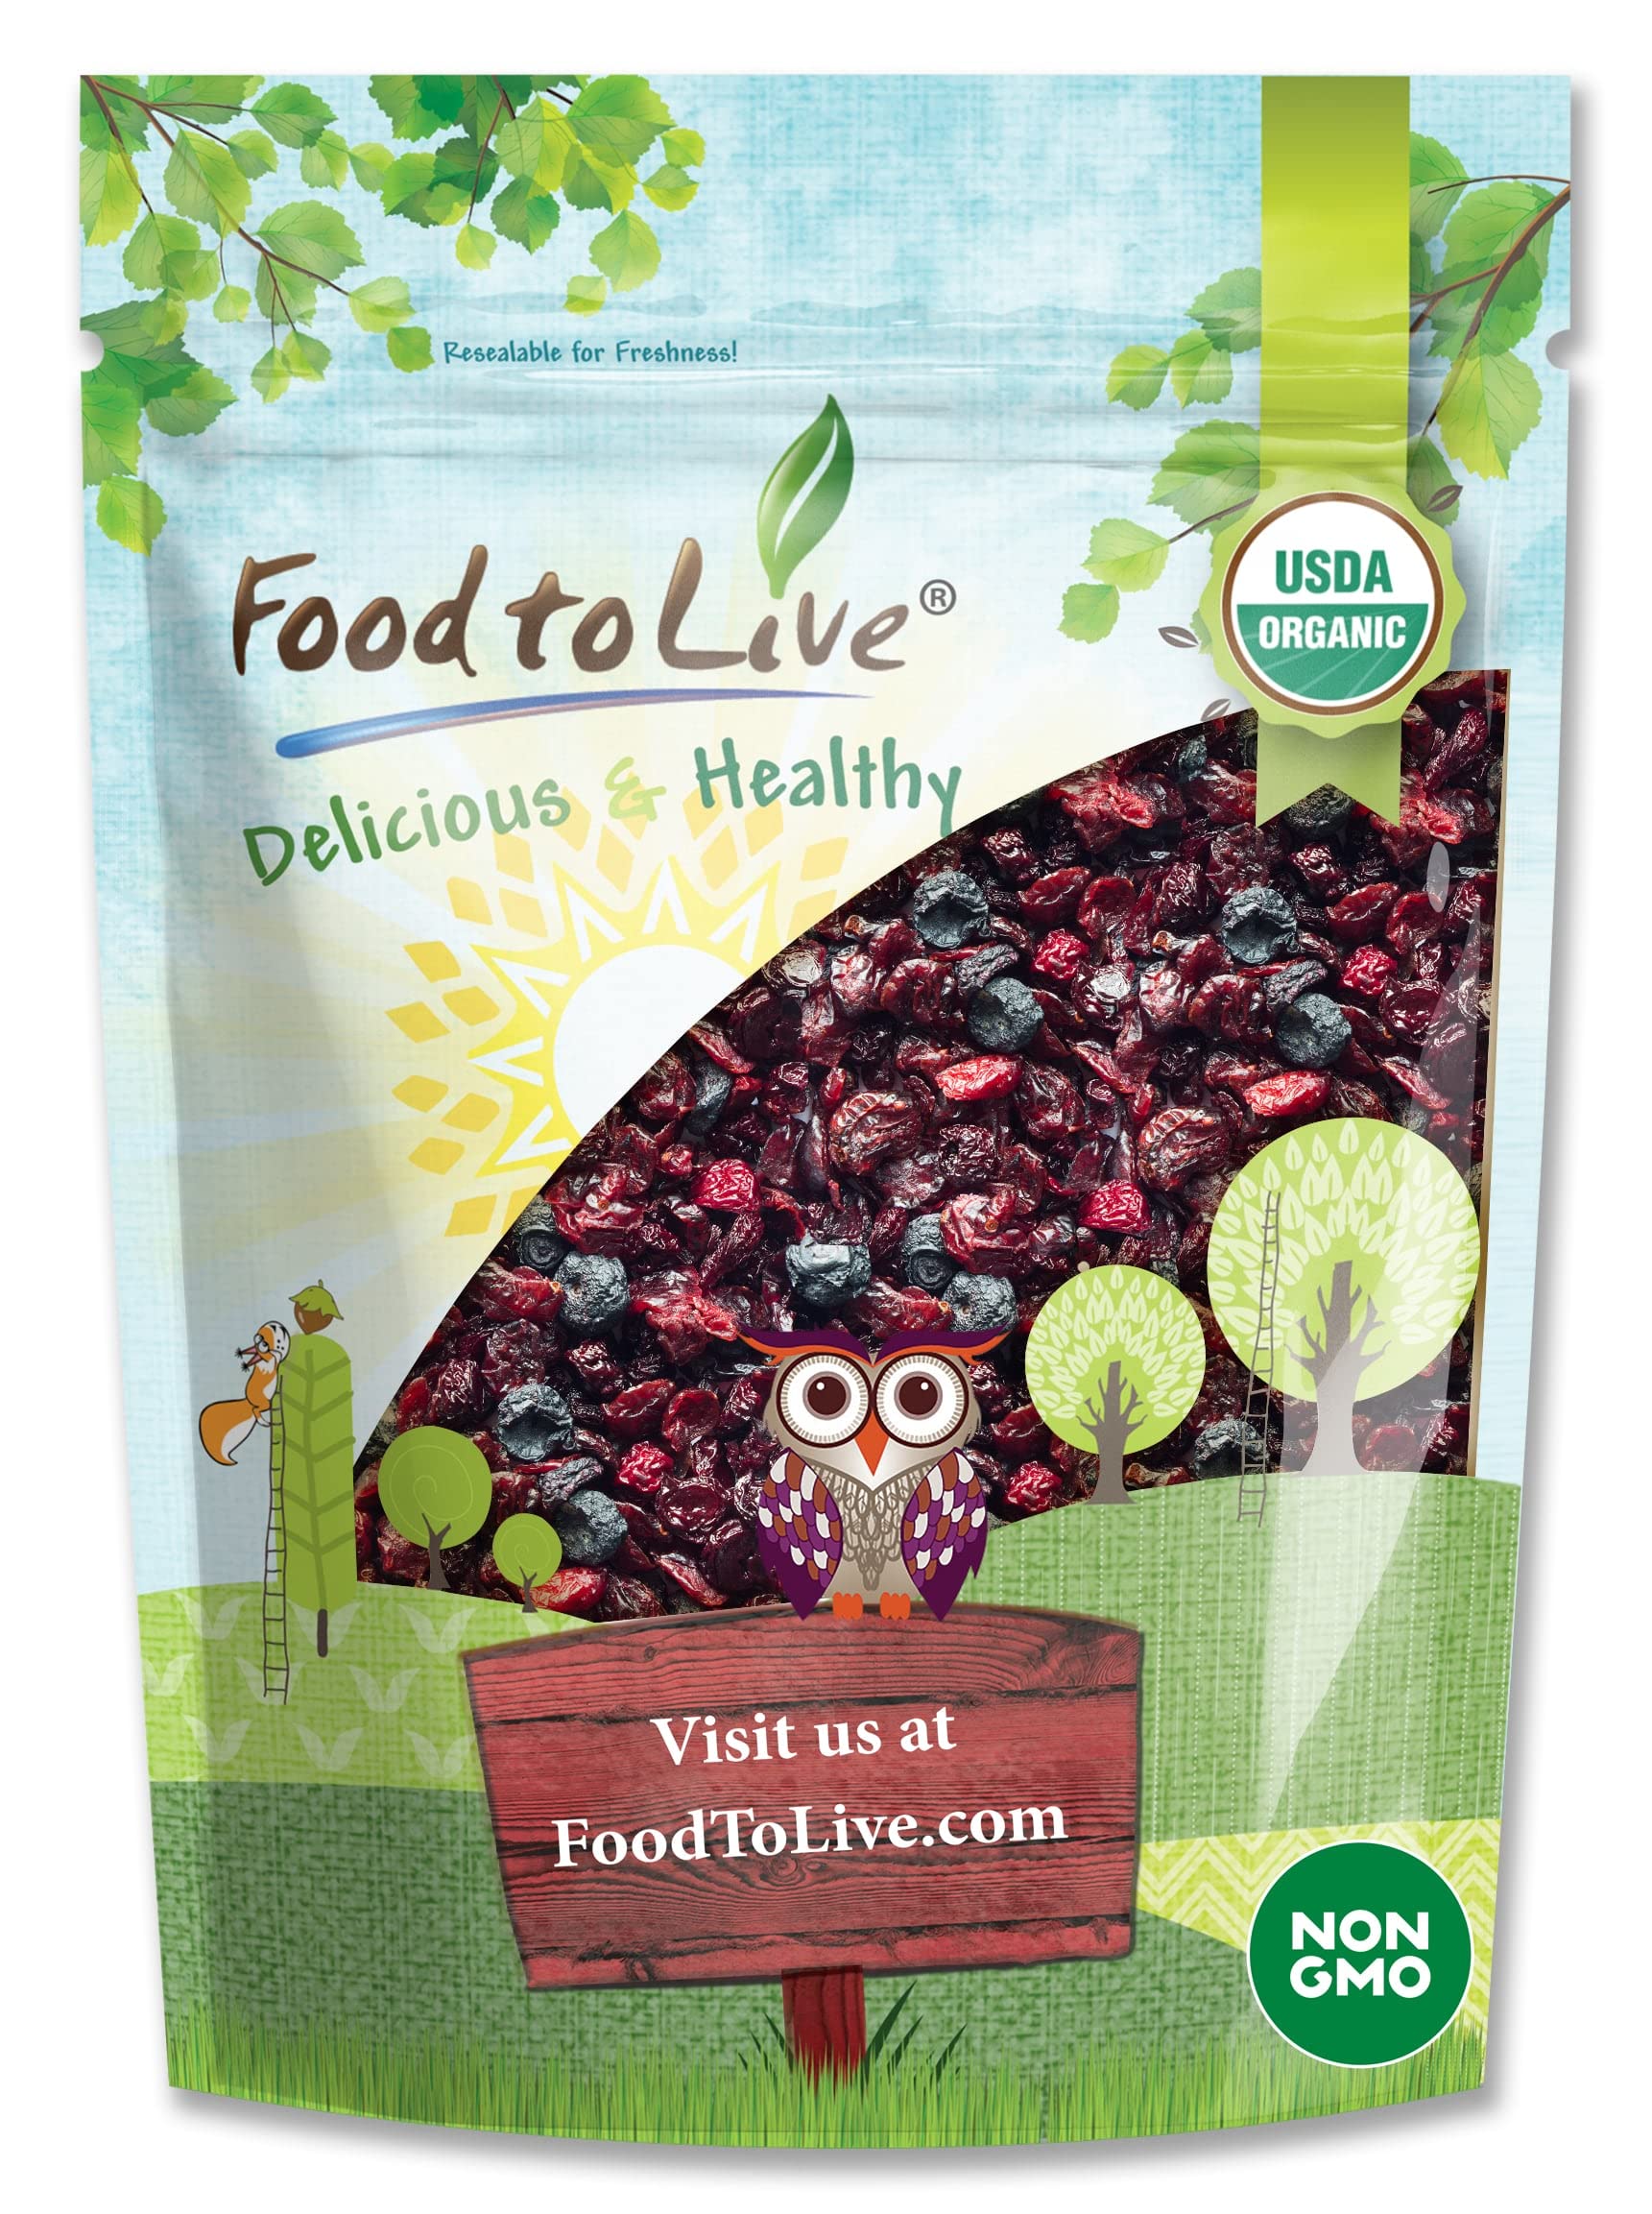 Resealable for Freshness!
Food to Live®
Delicious & Healthy
USDA
ORGANIC
Visit us at
FoodToLive.com
NON
GMO